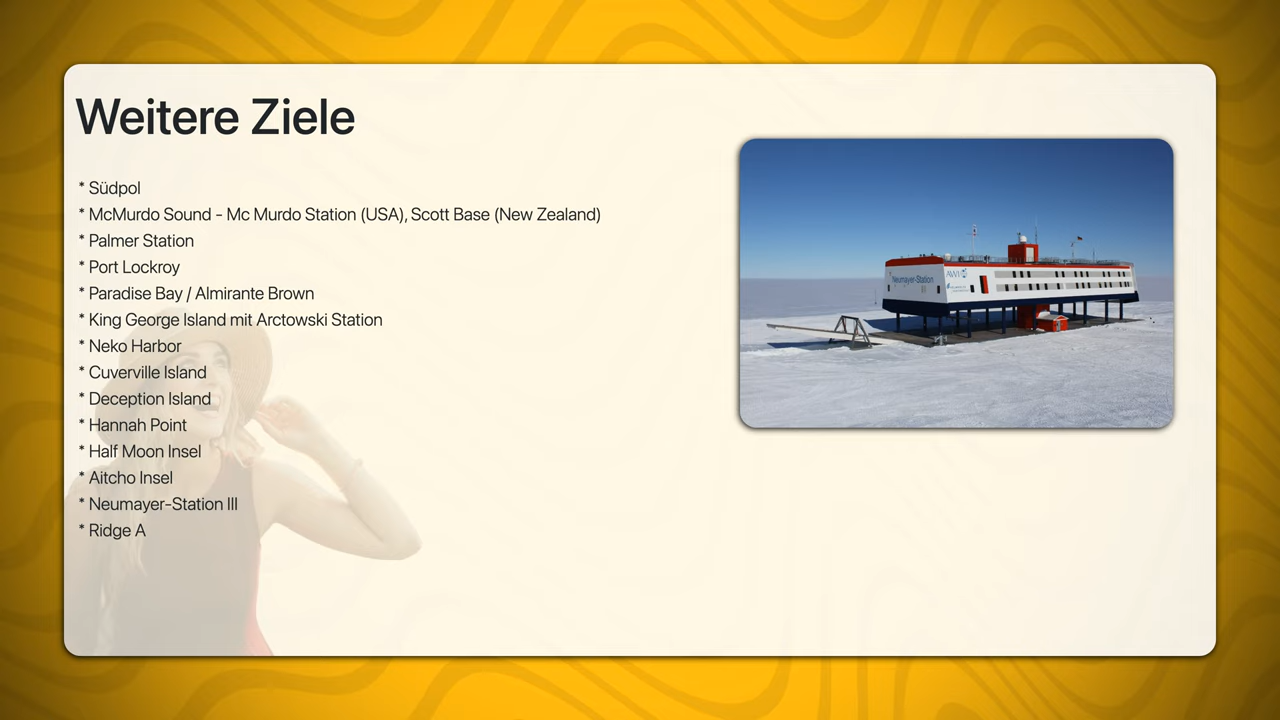 Weitere Ziele
* Südpol
* McMurdo Sound - Mc Murdo Station (USA), Scott Base (New Zealand)
* Palmer Station
* Port Lockroy
* Paradise Bay / Almirante Brown
* King George Island mit Arctowski Station
* Neko Harbor
* Cuverville Island
* Deception Island
* Hannah Point
* Half Moon Insel
* Aitcho Insel
* Neumayer-Station III
* Ridge A
Neumayer-Station
AWI